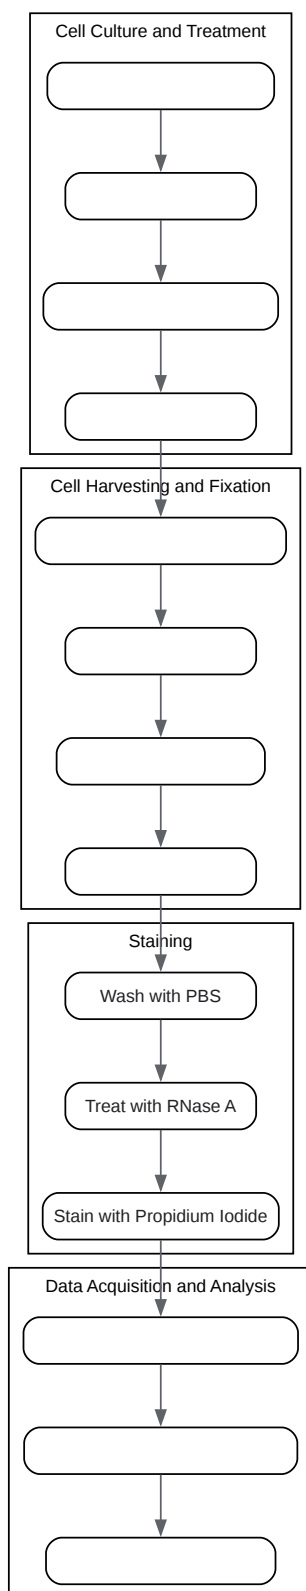 Cell Culture and Treatment
Cell Harvesting and Fixation
Staining
Wash with PBS
Treat with RNase A
Stain with Propidium Iodide
Data Acquisition and Analysis